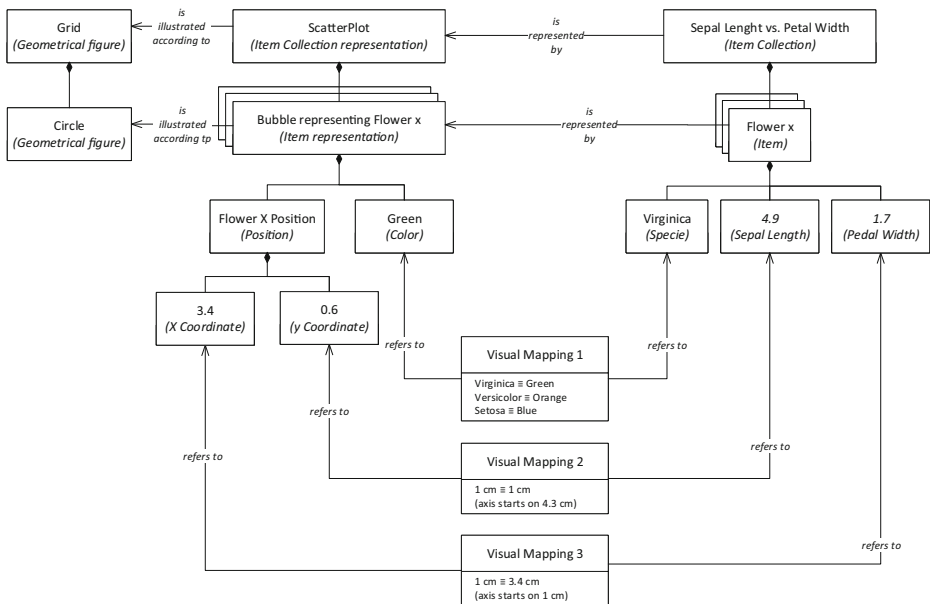 Grid
(Geometrical figure)
is
illustrated
according to
ScatterPlot
(Item Collection representation)
is
represented
by
Sepal Lenght vs. Petal Width
(Item Collection)
Circle
(Geometrical figure)
is
illustrated
according tp
Bubble representing Flower x
(Item representation)
is
represented
by
Flower x
(Item)
Flower X Position
(Position)
Green
(Color)
Virginica
(Specie)
4.9
(Sepal Length)
1.7
(Pedal Width)
3.4
(X Coordinate)
0.6
(y Coordinate)
refers to
refers to
Visual Mapping 1
Virginica ≡ Green
Versicolor ≡ Orange
Setosa ≡ Blue
refers to
refers to
refers to
Visual Mapping 2
1 cm ≡ 1 cm
(axis starts on 4.3 cm)
refers to
Visual Mapping 3
1 cm ≡ 3.4 cm
(axis starts on 1 cm)